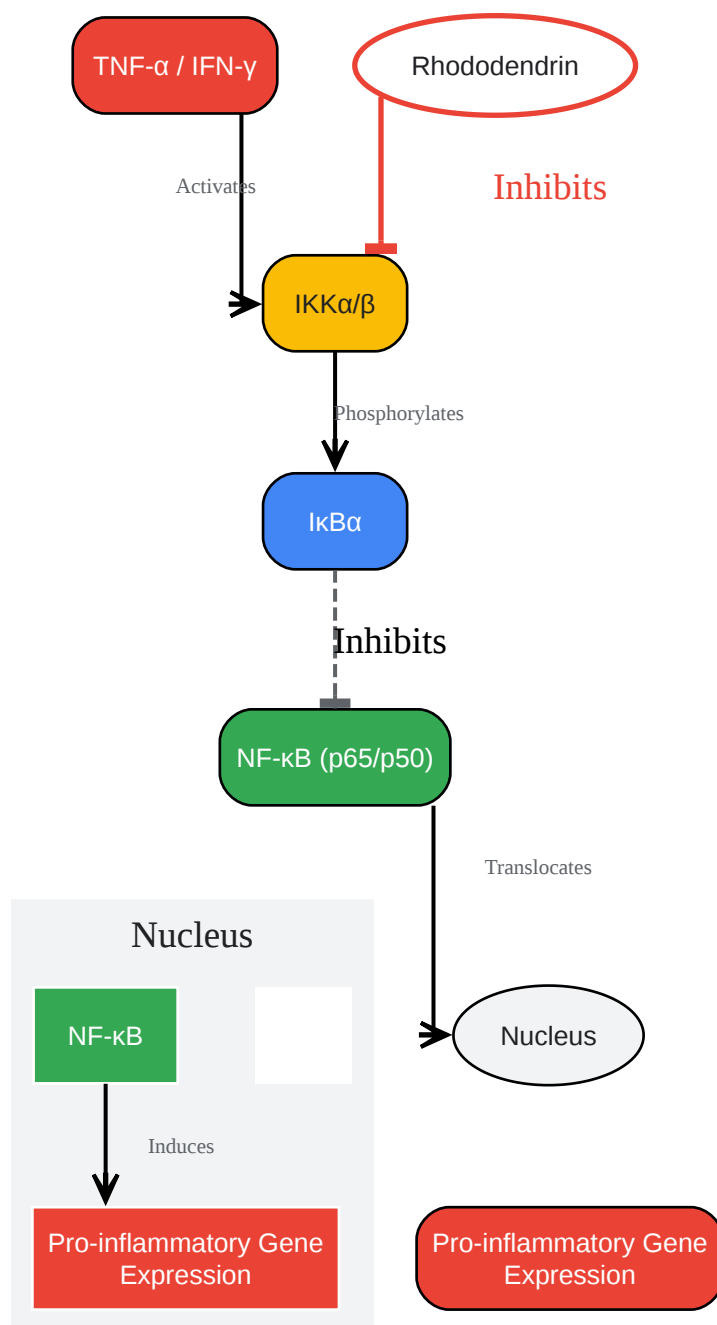 TNF-α / IFN-γ
Rhododendrin
Activates
Inhibits
IKKα/β
Phosphorylates
IκBα
Inhibits
NF-κB (p65/p50)
Translocates
Nucleus
NF-κB
Nucleus
Induces
Pro-inflammatory Gene
Expression
Pro-inflammatory Gene
Expression